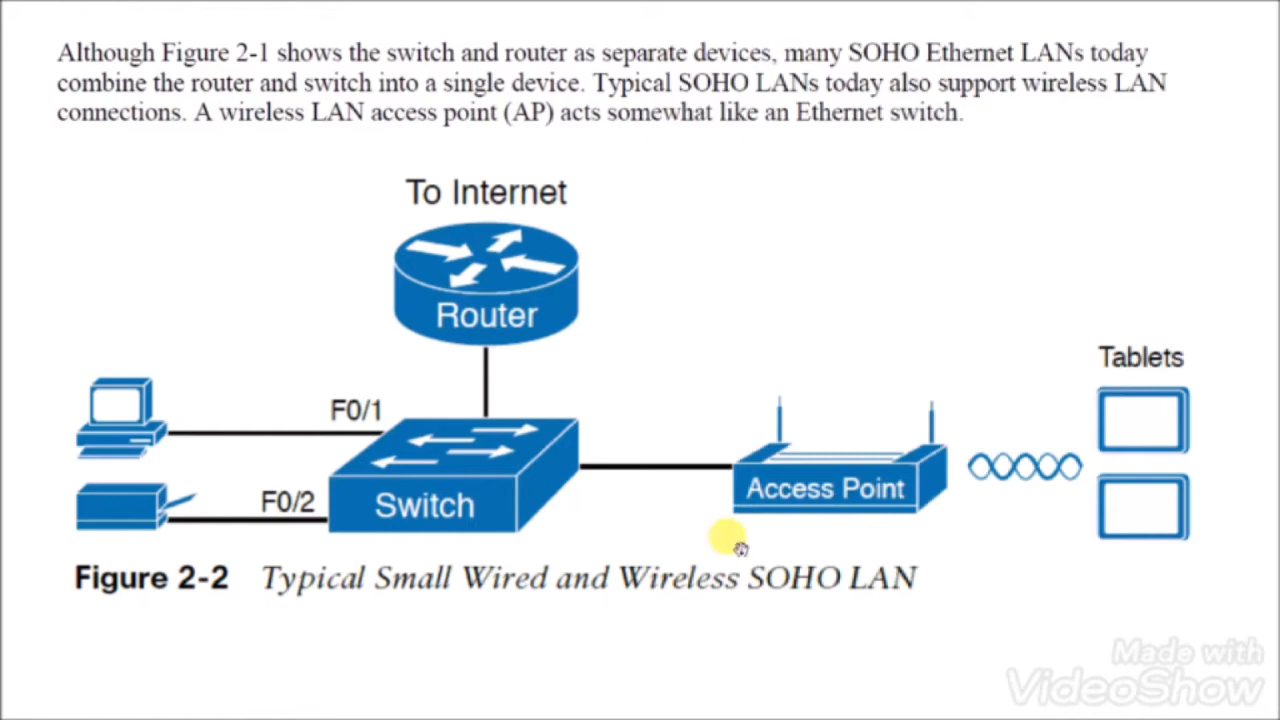 Although Figure 2-1 shows the switch and router as separate devices, many SOHO Ethernet LANs today
combine the router and switch into a single device. Typical SOHO LANs today also support wireless LAN
connections. A wireless LAN access point (AP) acts somewhat like an Ethernet switch.
To Internet
Router
Tablets
F0/1
F0/2
Switch
Access Point
Figure 2-2 Typical Small Wired and Wireless SOHO LAN
Made with
VideoShow